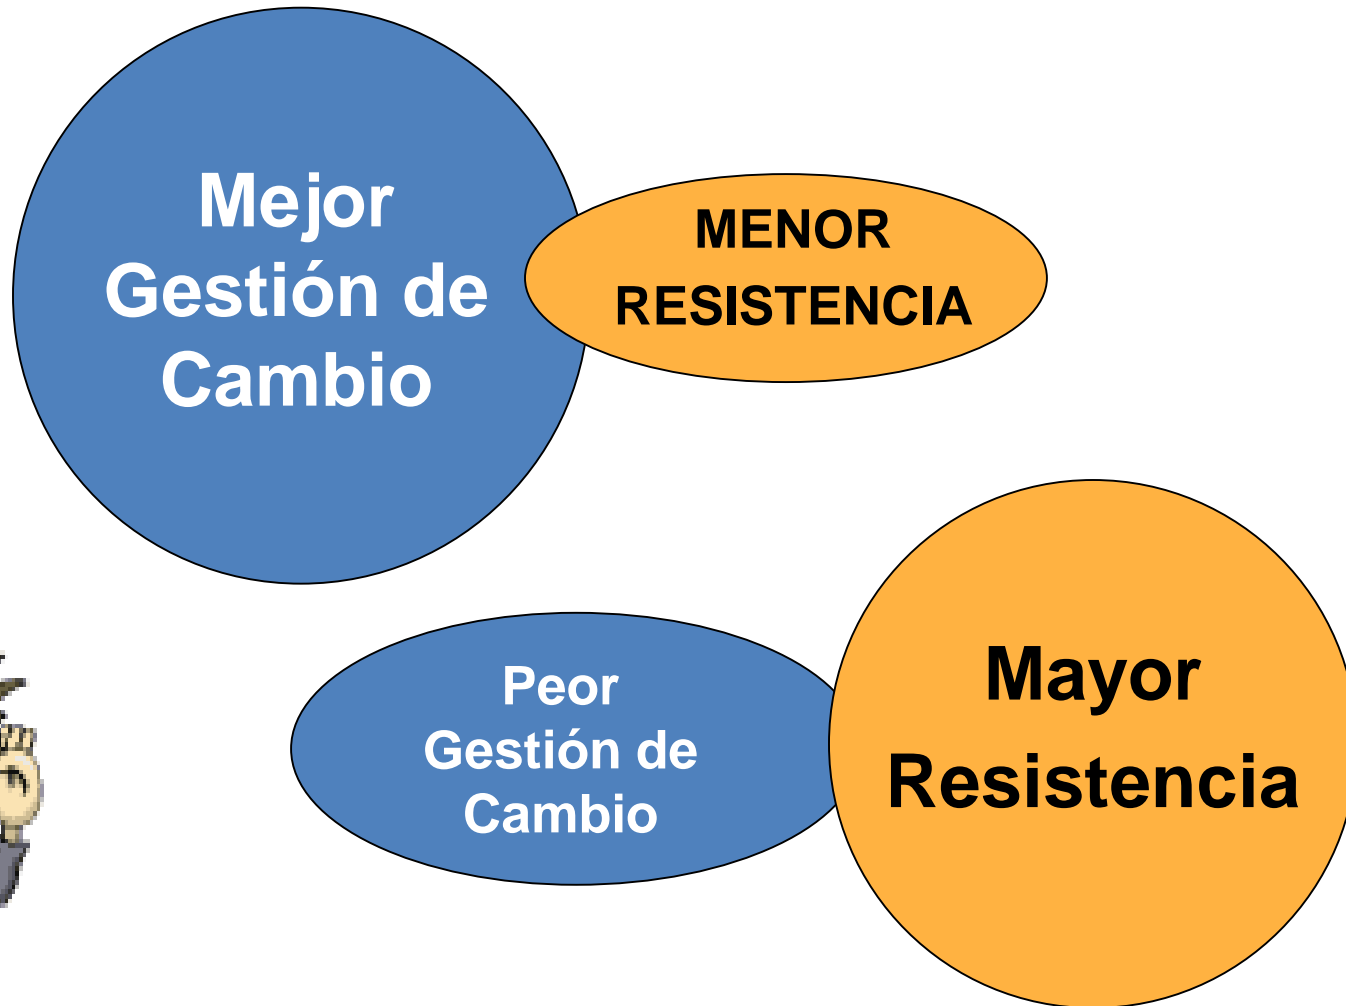 Mejor
Gestión de
Cambio
MENOR
RESISTENCIA
Peor
Gestión de
Cambio
Mayor
Resistencia